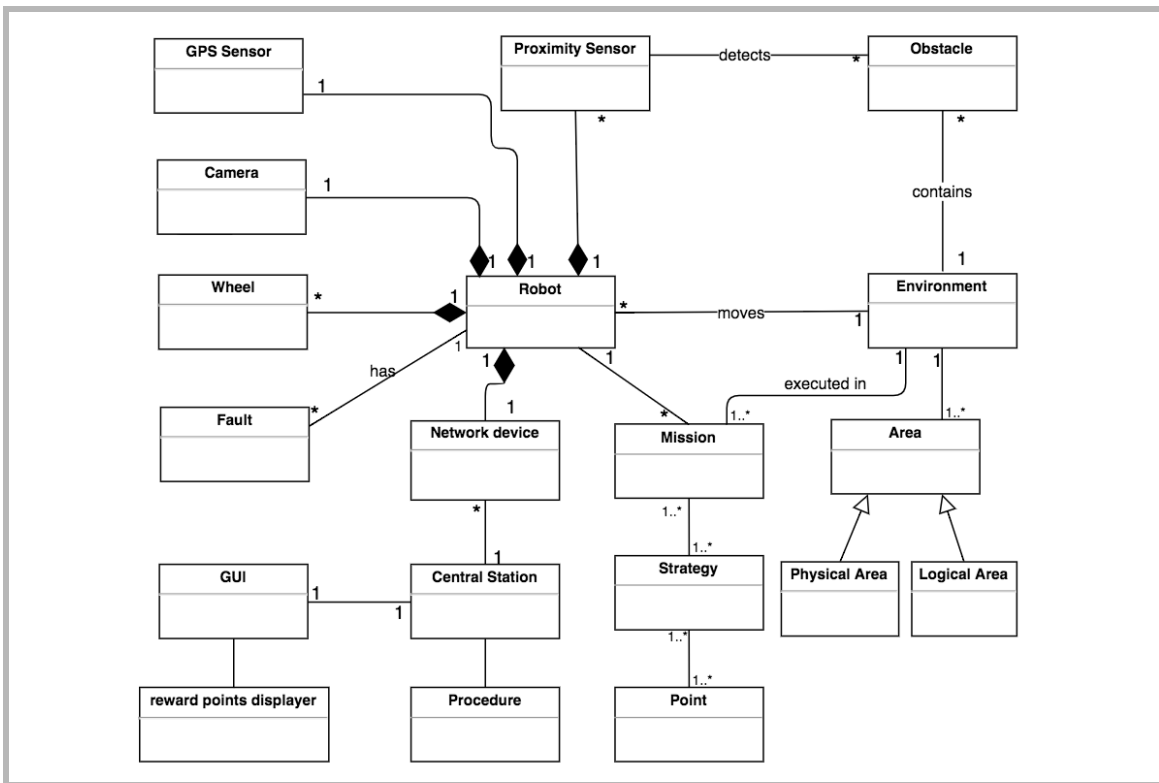 GPS Sensor
Proximity Sensor
Obstacle
detects
*
1
*
*
Camera
1
contains
1
1
1
1
Wheel
*
1
Robot
*
moves
1
Environment
1
has
1
1
1
1
executed in
*
1
*
1..*
1..*
Fault
Network device
Mission
Area
*
1..*
1
1..*
GUI
Central Station
Strategy
Physical Area
Logical Area
1
1
1..*
1..*
reward points displayer
Procedure
Point